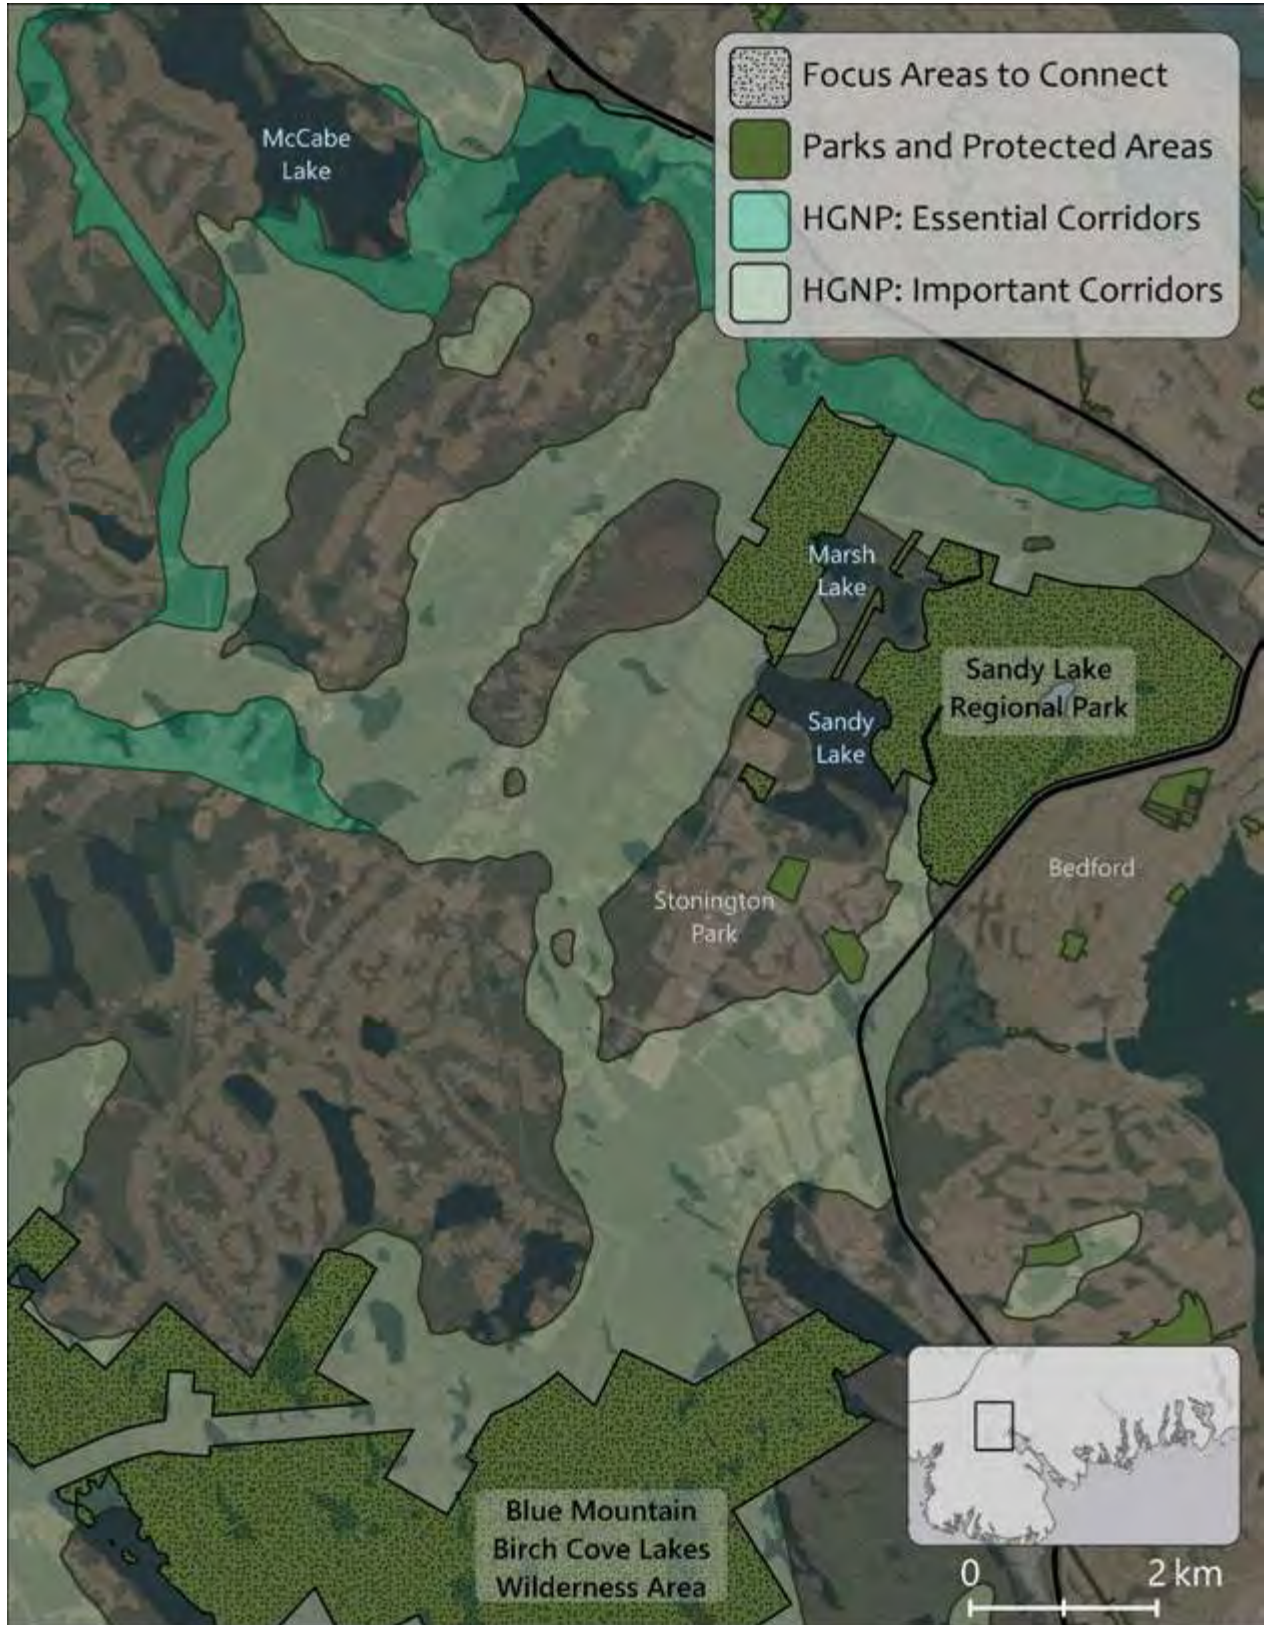 Focus Areas to Connect
Parks and Protected Areas
HGNP: Essential Corridors
HGNP: Important Corridors
McCabe
Lake
Marsh
Lake
Sandy Lake
Regional Park
Sandy
Lake
Bedford
Stonington
Park
Blue Mountain
Birch Cove Lakes
Wilderness Area
0 2 km